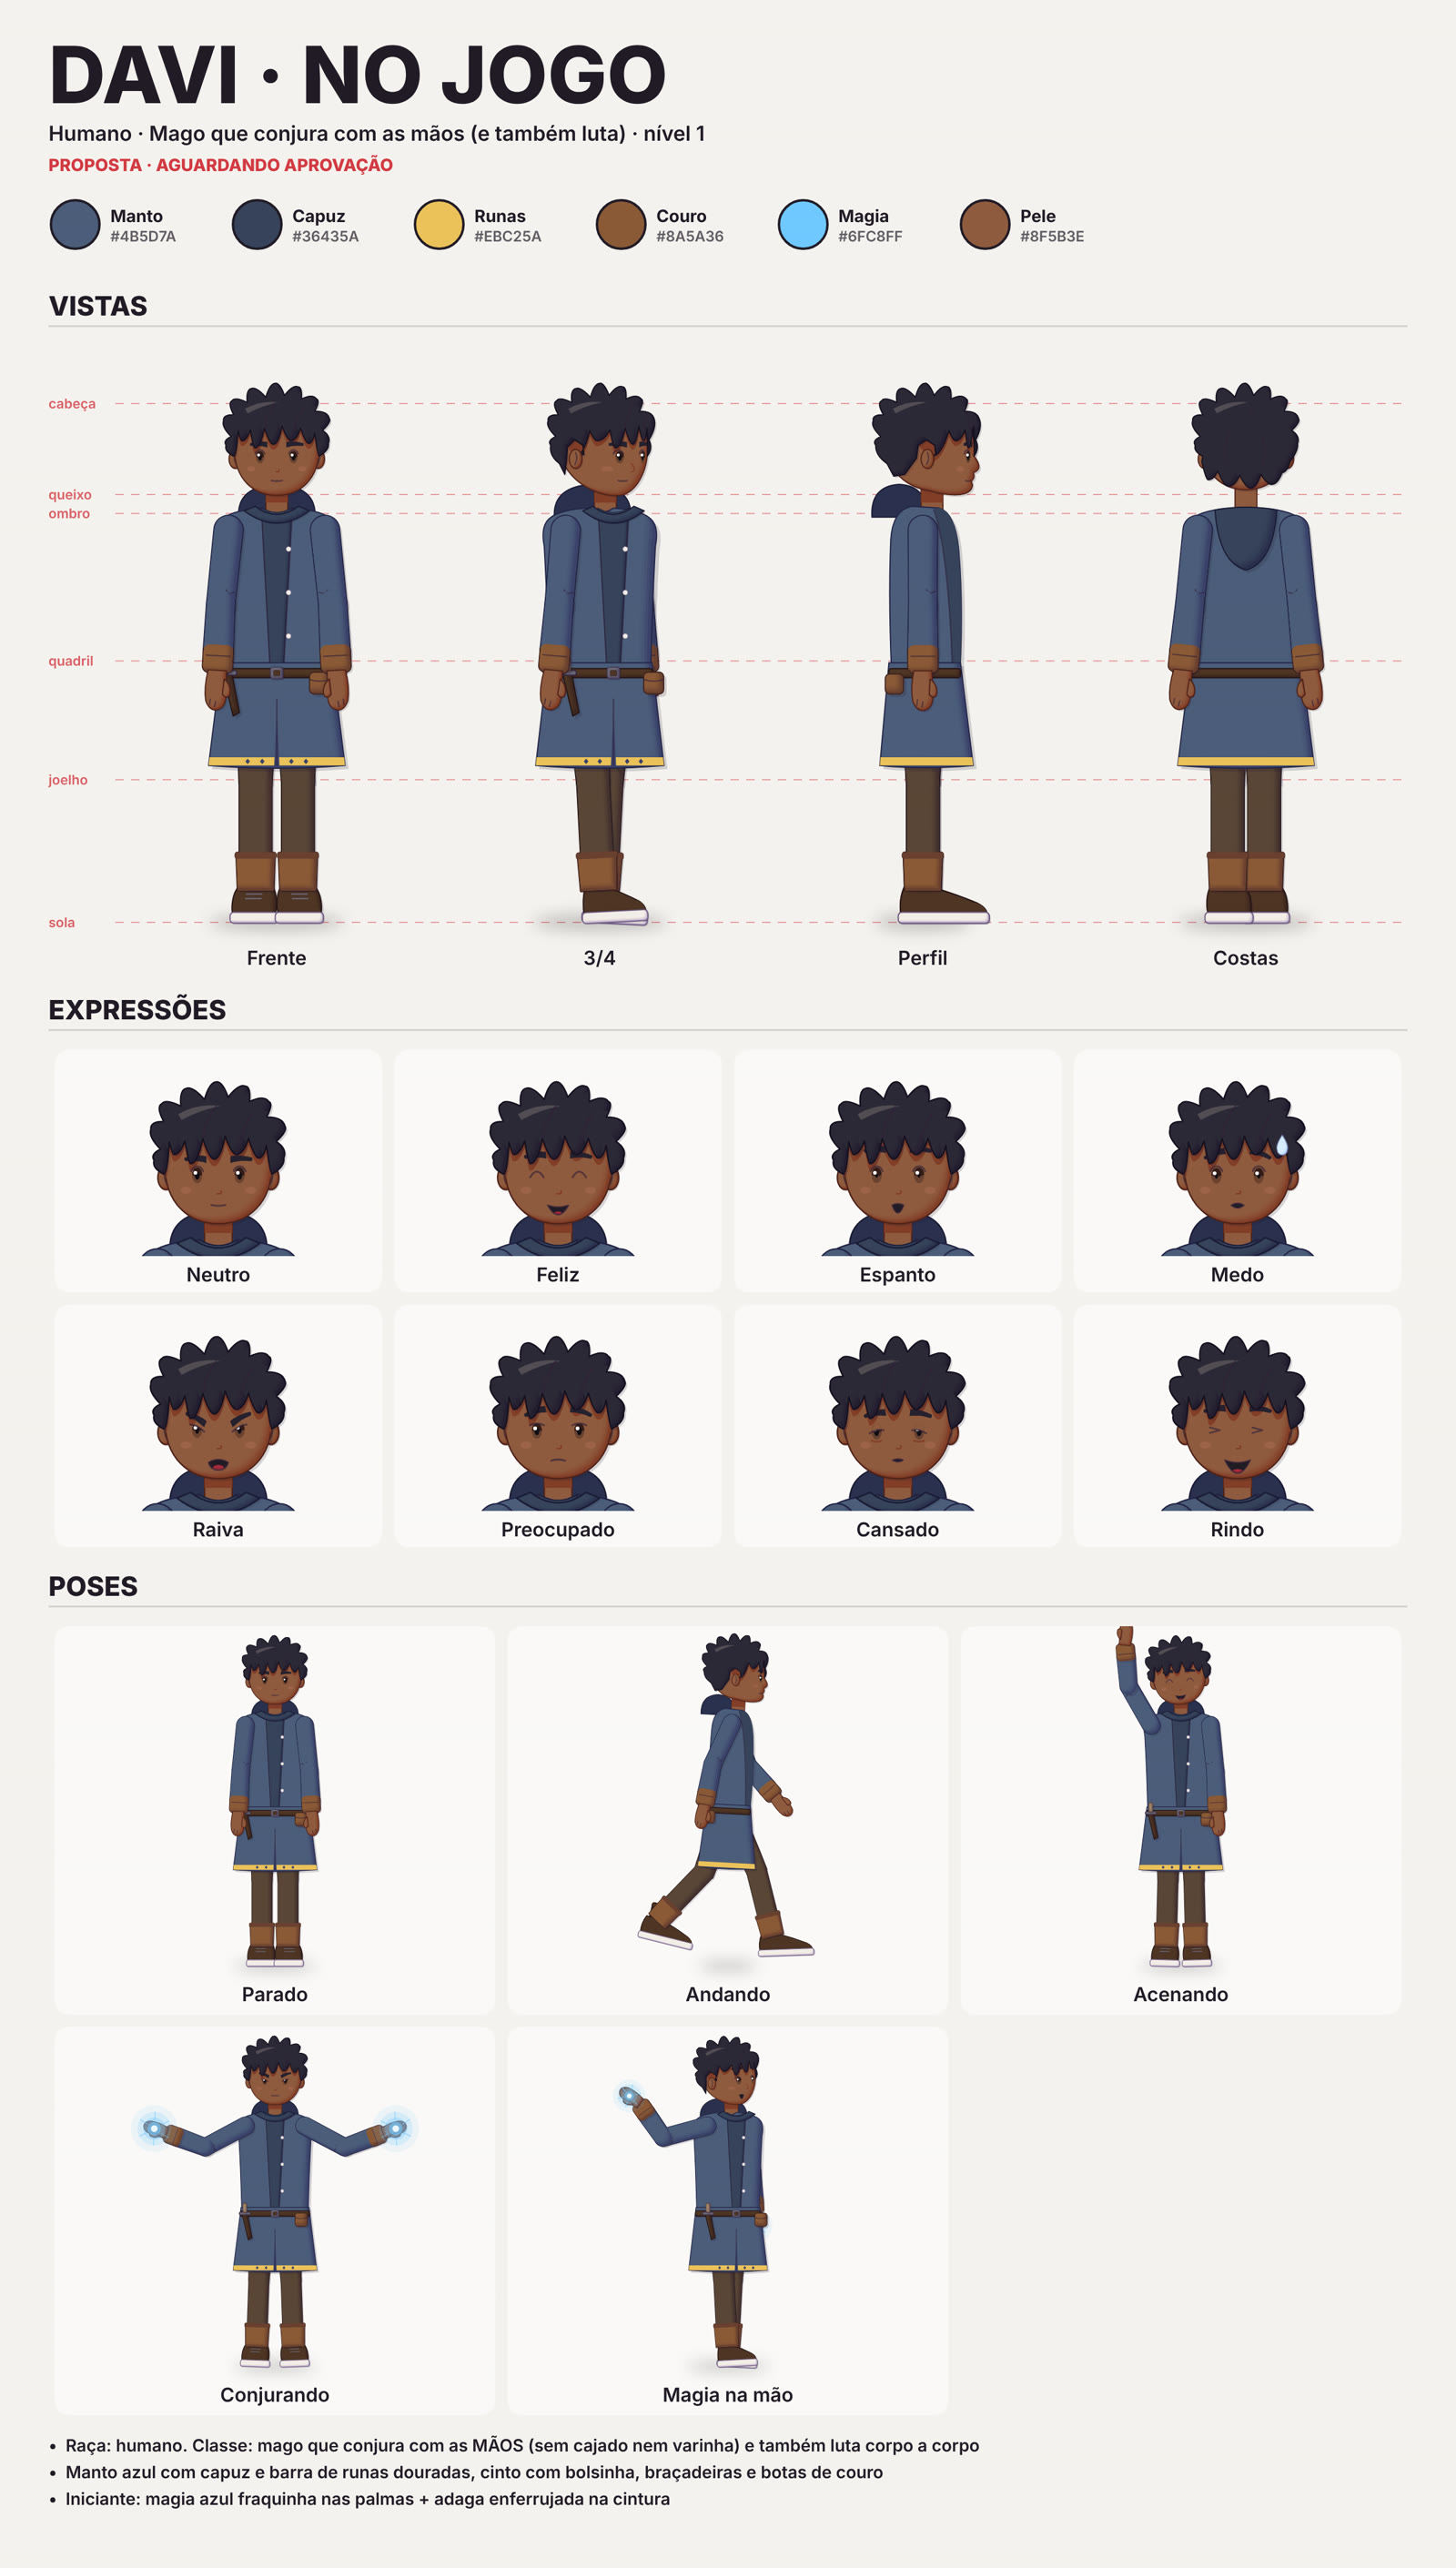 DAVI · NO JOGO
Humano · Mago que conjura com as mãos (e também luta) · nível 1
PROPOSTA · AGUARDANDO APROVAÇÃO
Manto
#4B5D7A
Capuz
#36435A
Runas
#EBC25A
Couro
#8A5A36
Magia
#6FC8FF
Pele
#8F5B3E
VISTAS
cabeça
queixo
ombro
quadril
joelho
sola
Frente
3/4
Perfil
Costas
EXPRESSÕES
Neutro
Feliz
Espanto
Medo
Raiva
Preocupado
Cansado
Rindo
POSES
Parado
Andando
Acenando
Conjurando
Magia na mão
• Raça: humano. Classe: mago que conjura com as MÃOS (sem cajado nem varinha) e também luta corpo a corpo
• Manto azul com capuz e barra de runas douradas, cinto com bolsinha, braçadeiras e botas de couro
• Iniciante: magia azul fraquinha nas palmas + adaga enferrujada na cintura